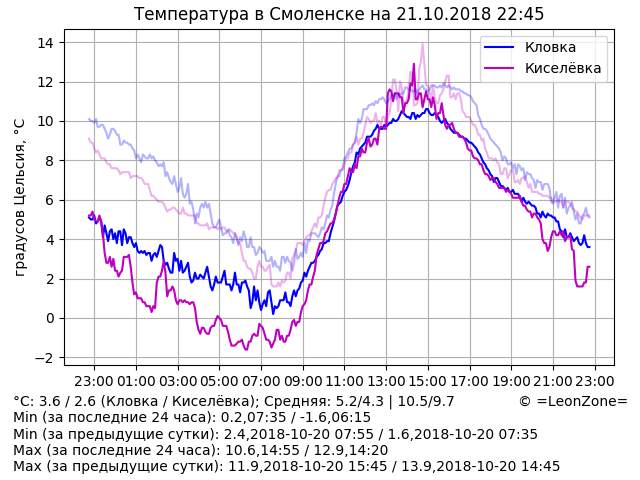 Температура в Смоленске на 21.10.2018 22:45
Кловка
Киселёвка
градусов Цельсия, °C
14
12
10
8
6
4
2
0
−2
23:00 01:00 03:00 05:00 07:00 09:00 11:00 13:00 15:00 17:00 19:00 21:00 23:00
°C: 3.6 / 2.6 (Кловка / Киселёвка); Средняя: 5.2/4.3 | 10.5/9.7 © =LeonZone=
Min (за последние 24 часа): 0.2,07:35 / -1.6,06:15
Min (за предыдущие сутки): 2.4,2018-10-20 07:55 / 1.6,2018-10-20 07:35
Max (за последние 24 часа): 10.6,14:55 / 12.9,14:20
Max (за предыдущие сутки): 11.9,2018-10-20 15:45 / 13.9,2018-10-20 14:45